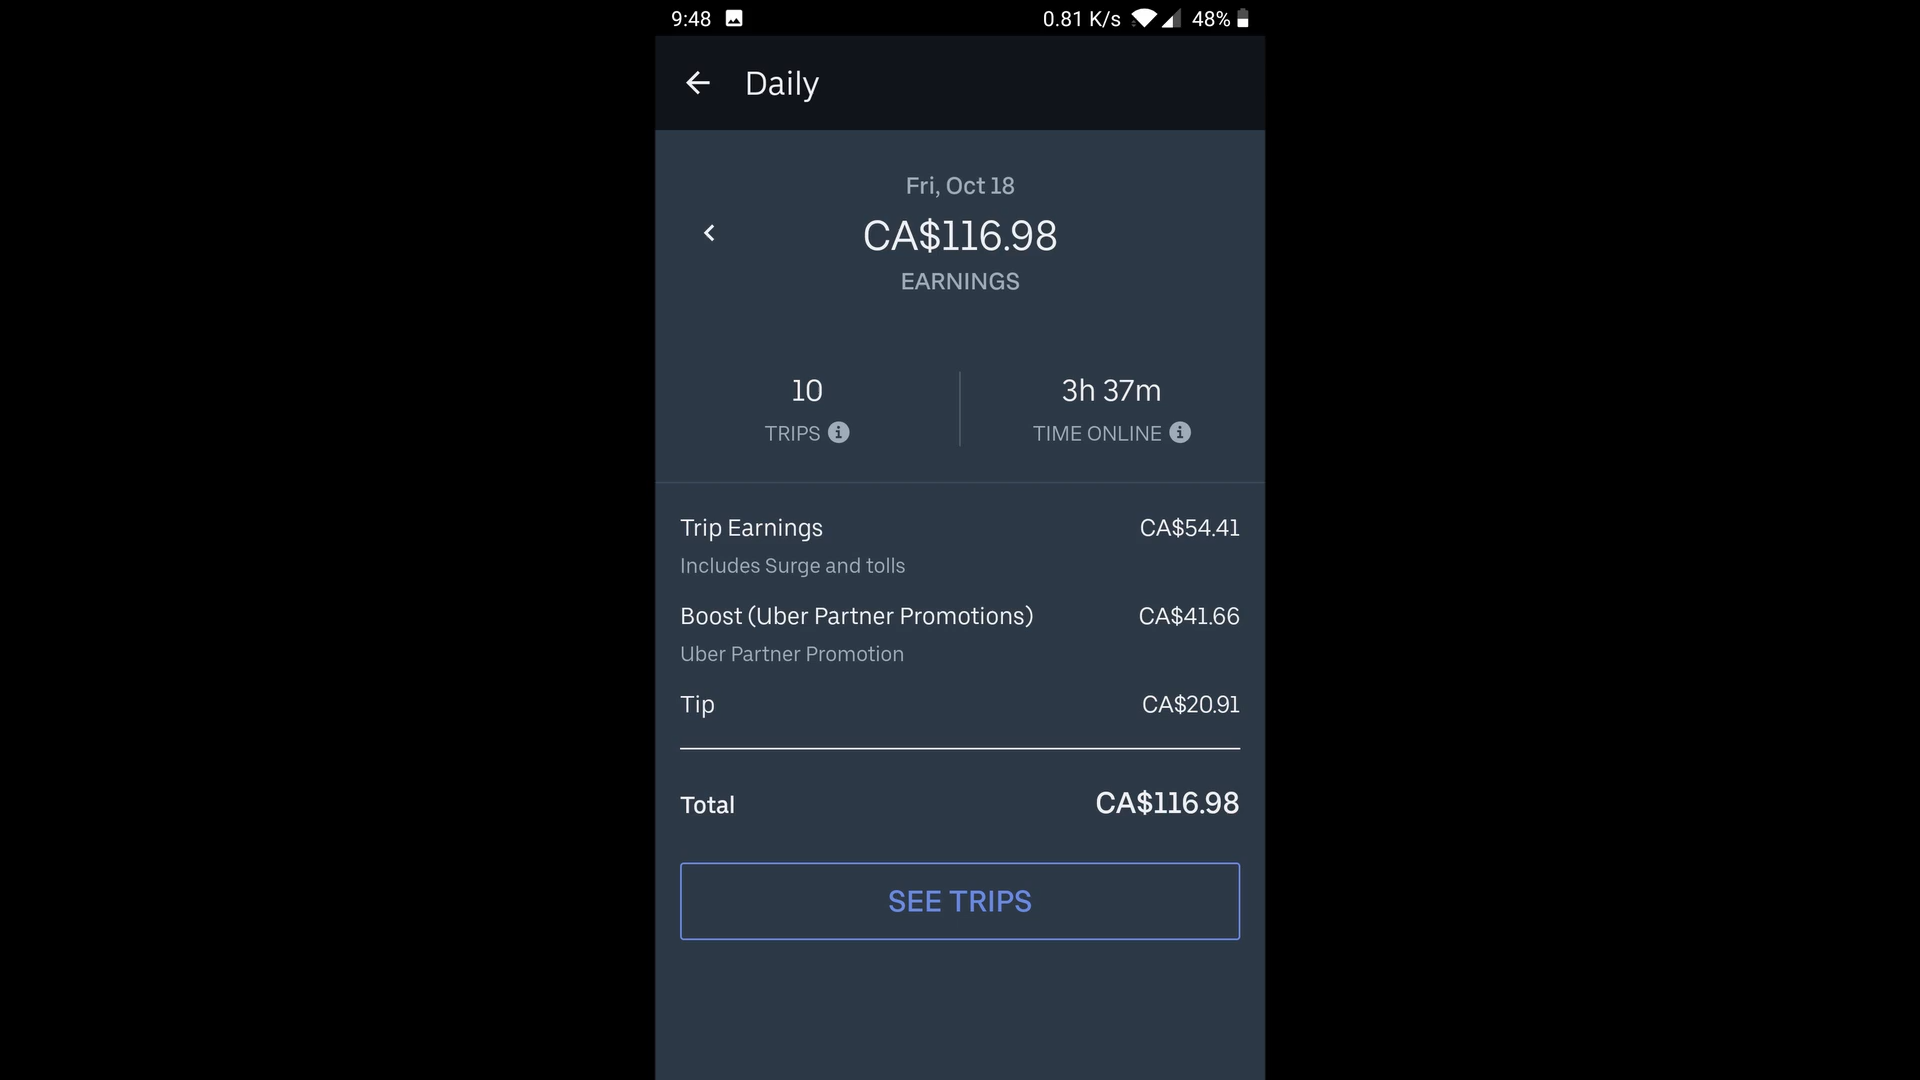 9:48 0.81 K/s 48%
Daily
Fri, Oct 18
CA$116.98
EARNINGS
10 3h 37m
TRIPS TIME ONLINE
Trip Earnings CA$54.41
Includes Surge and tolls
Boost (Uber Partner Promotions) CA$41.66
Uber Partner Promotion
Tip CA$20.91
Total CA$116.98
SEE TRIPS